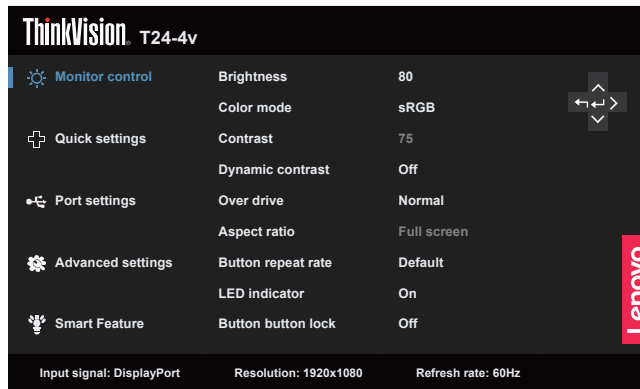 ThinkVision® T24-4v
Monitor control Brightness 80
Color mode sRGB
Quick settings Contrast 75
Dynamic contrast Off
Port settings Over drive Normal
Aspect ratio Full screen
Advanced settings Button repeat rate Default
LED indicator On
Smart Feature Button button lock Off
Lenovo
Input signal: DisplayPort Resolution: 1920x1080 Refresh rate: 60Hz